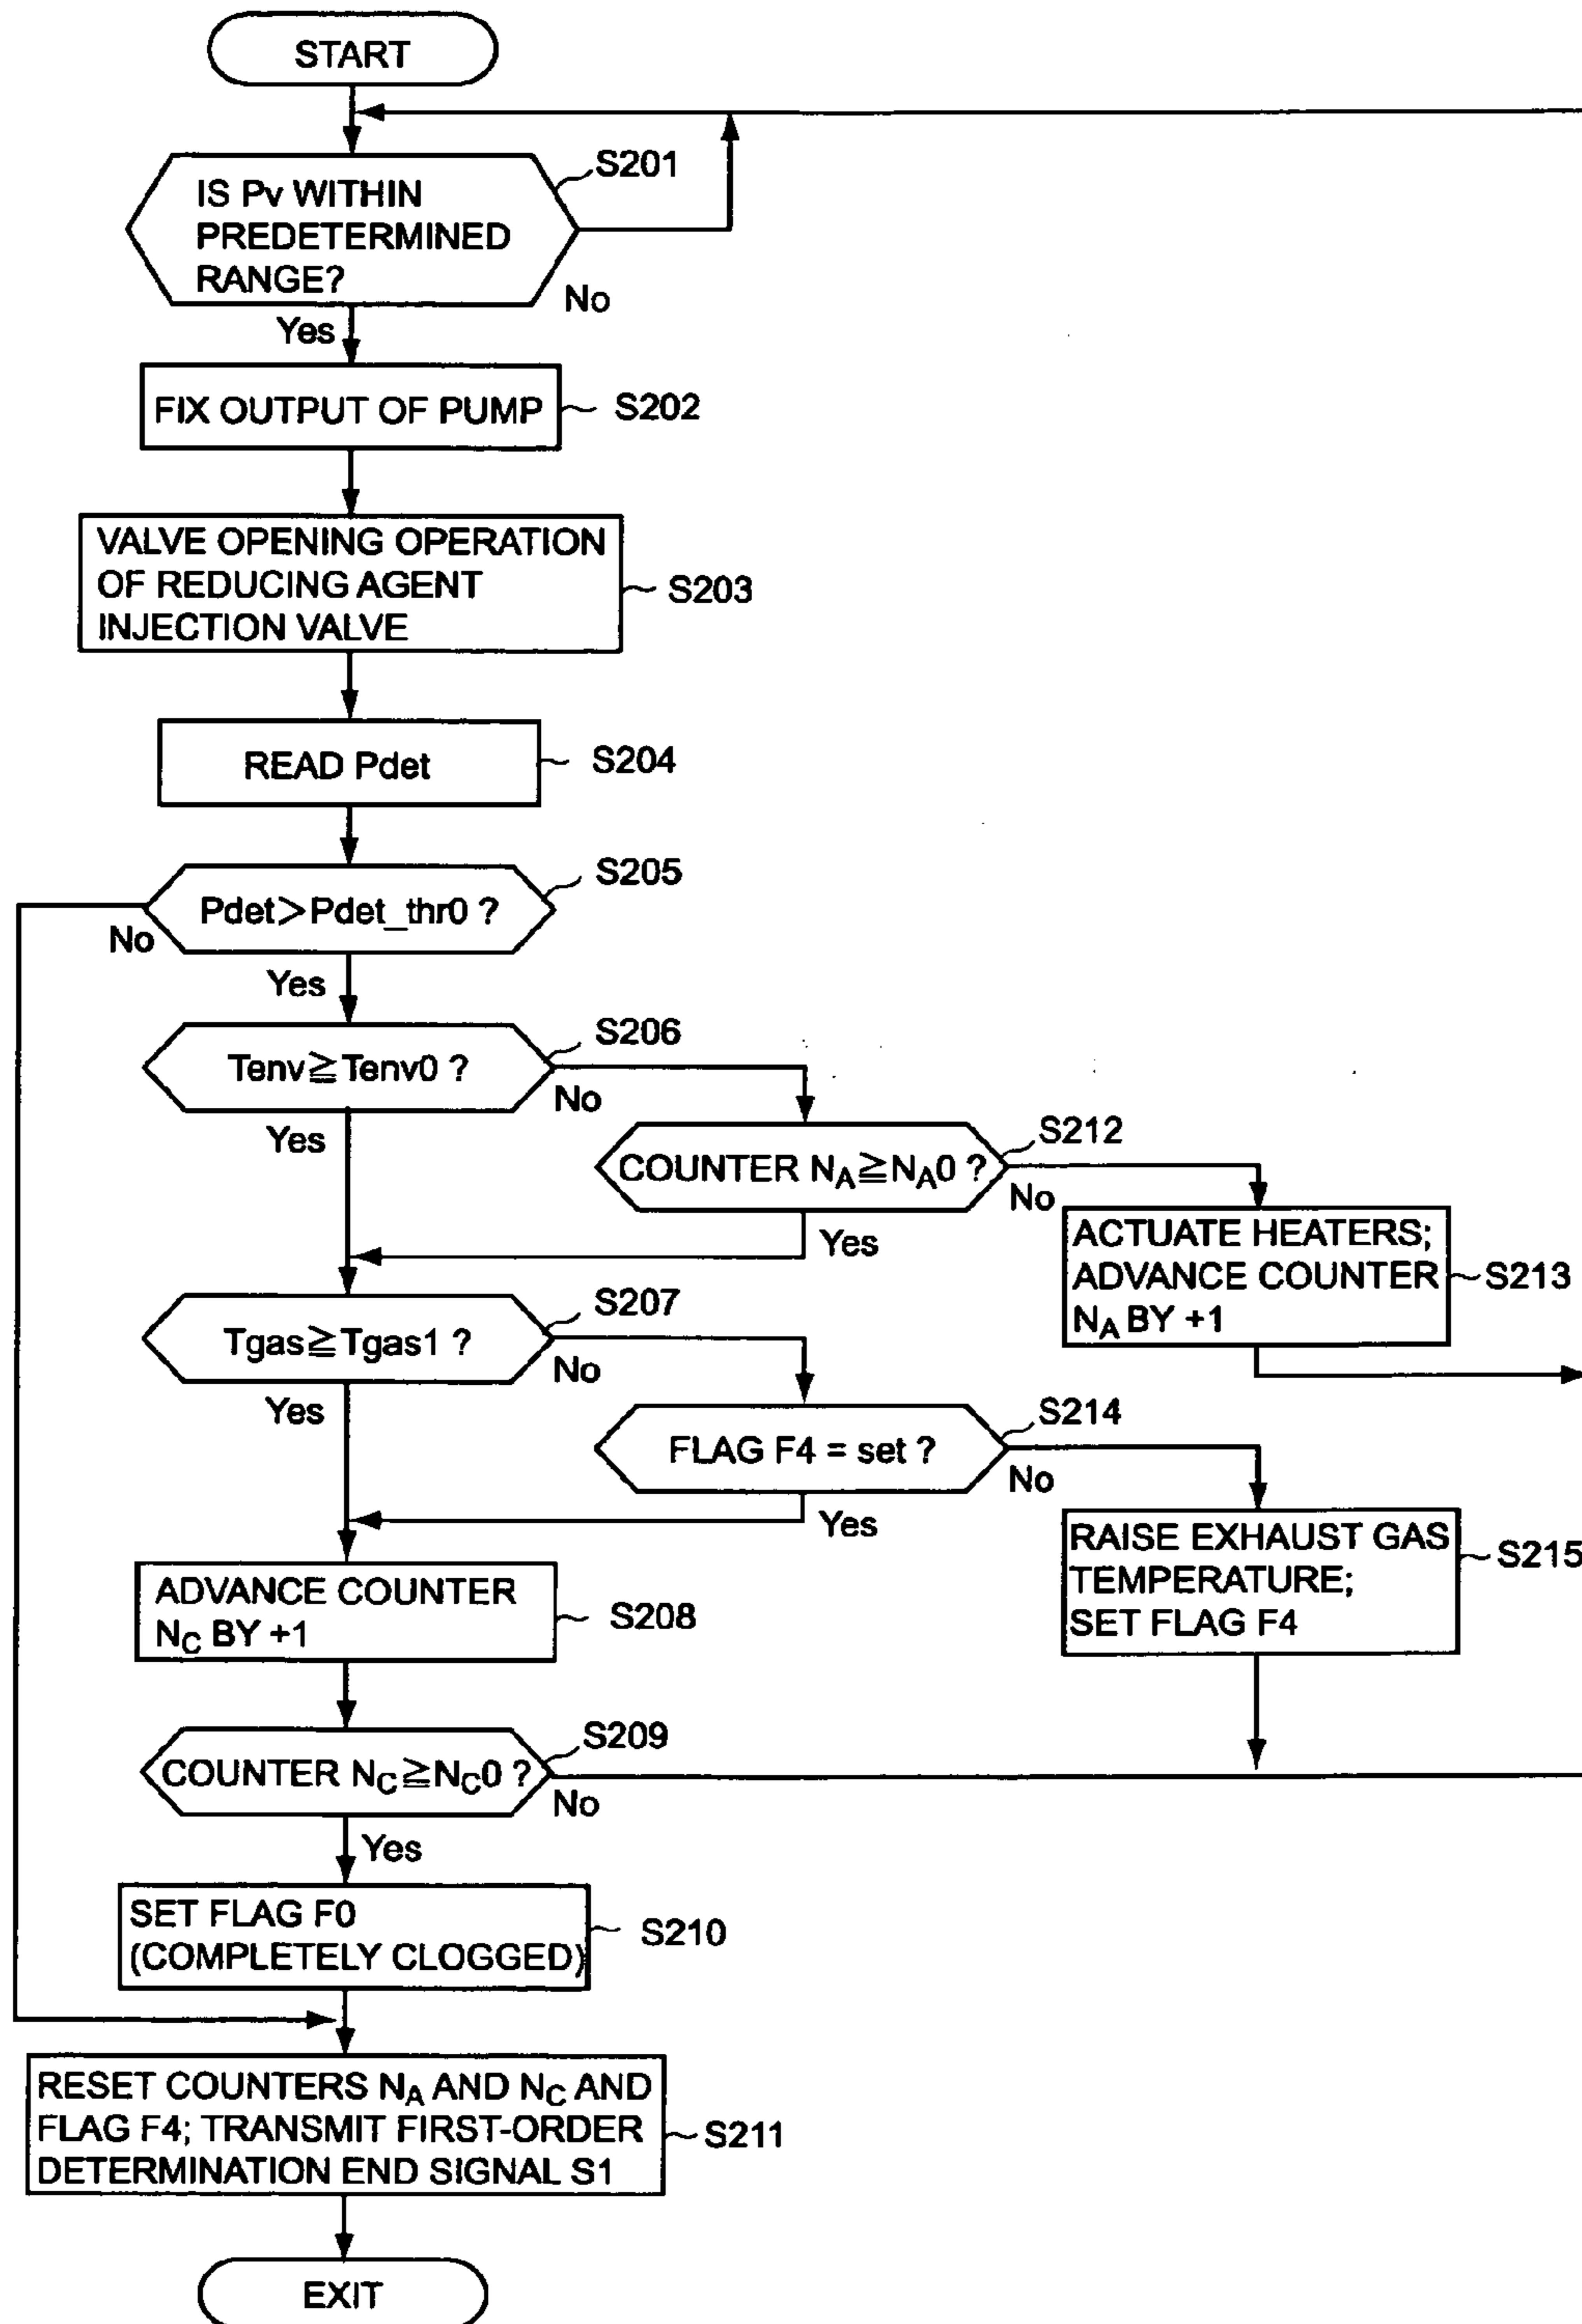 START
S201
IS Pv WITHIN
PREDETERMINED
RANGE?
No
Yes
FIX OUTPUT OF PUMP
S202
VALVE OPENING OPERATION
OF REDUCING AGENT
INJECTION VALVE
S203
READ Pdet
S204
S205
Pdet>Pdet_thr0 ?
No
Yes
S206
Tenv≧Tenv0 ?
No
Yes
S212
COUNTER NA≧NA0 ?
No
Yes
ACTUATE HEATERS;
ADVANCE COUNTER
NA BY +1
S213
S207
Tgas≧Tgas1 ?
No
Yes
S214
FLAG F4 = set ?
No
Yes
RAISE EXHAUST GAS
TEMPERATURE;
SET FLAG F4
S215
ADVANCE COUNTER
NC BY +1
S208
S209
COUNTER NC≧NC0 ?
No
Yes
SET FLAG F0
(COMPLETELY CLOGGED)
S210
RESET COUNTERS NA AND NC AND
FLAG F4; TRANSMIT FIRST-ORDER
DETERMINATION END SIGNAL S1
S211
EXIT